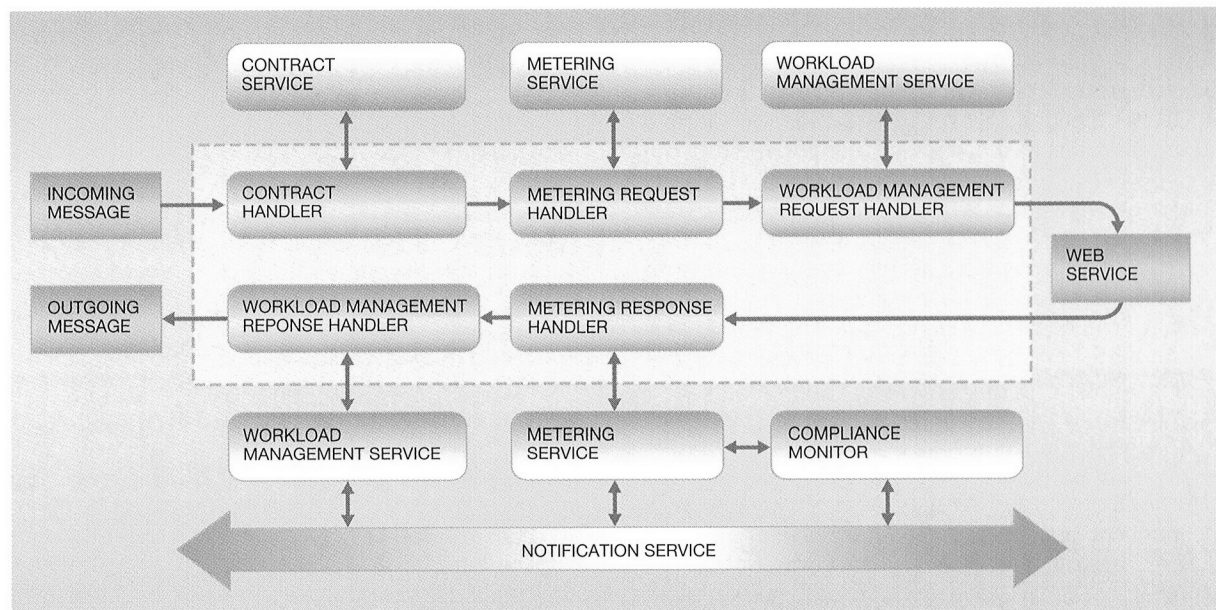 CONTRACT
SERVICE
METERING
SERVICE
WORKLOAD
MANAGEMENT SERVICE
INCOMING
MESSAGE
CONTRACT
HANDLER
METERING REQUEST
HANDLER
WORKLOAD MANAGEMENT
REQUEST HANDLER
WEB
SERVICE
OUTGOING
MESSAGE
WORKLOAD MANAGEMENT
REPONSE HANDLER
METERING RESPONSE
HANDLER
WORKLOAD
MANAGEMENT SERVICE
METERING
SERVICE
COMPLIANCE
MONITOR
NOTIFICATION SERVICE